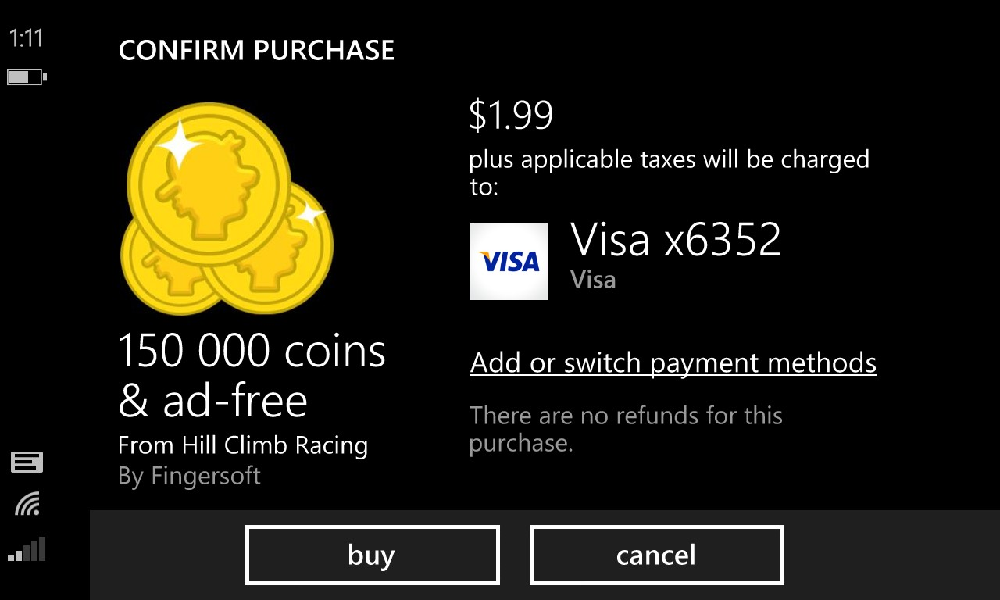 1:11
CONFIRM PURCHASE
$1.99
plus applicable taxes will be charged
to:
VISA
Visa x6352
Visa
150 000 coins
& ad-free
From Hill Climb Racing
By Fingersoft
Add or switch payment methods
There are no refunds for this
purchase.
buy
cancel